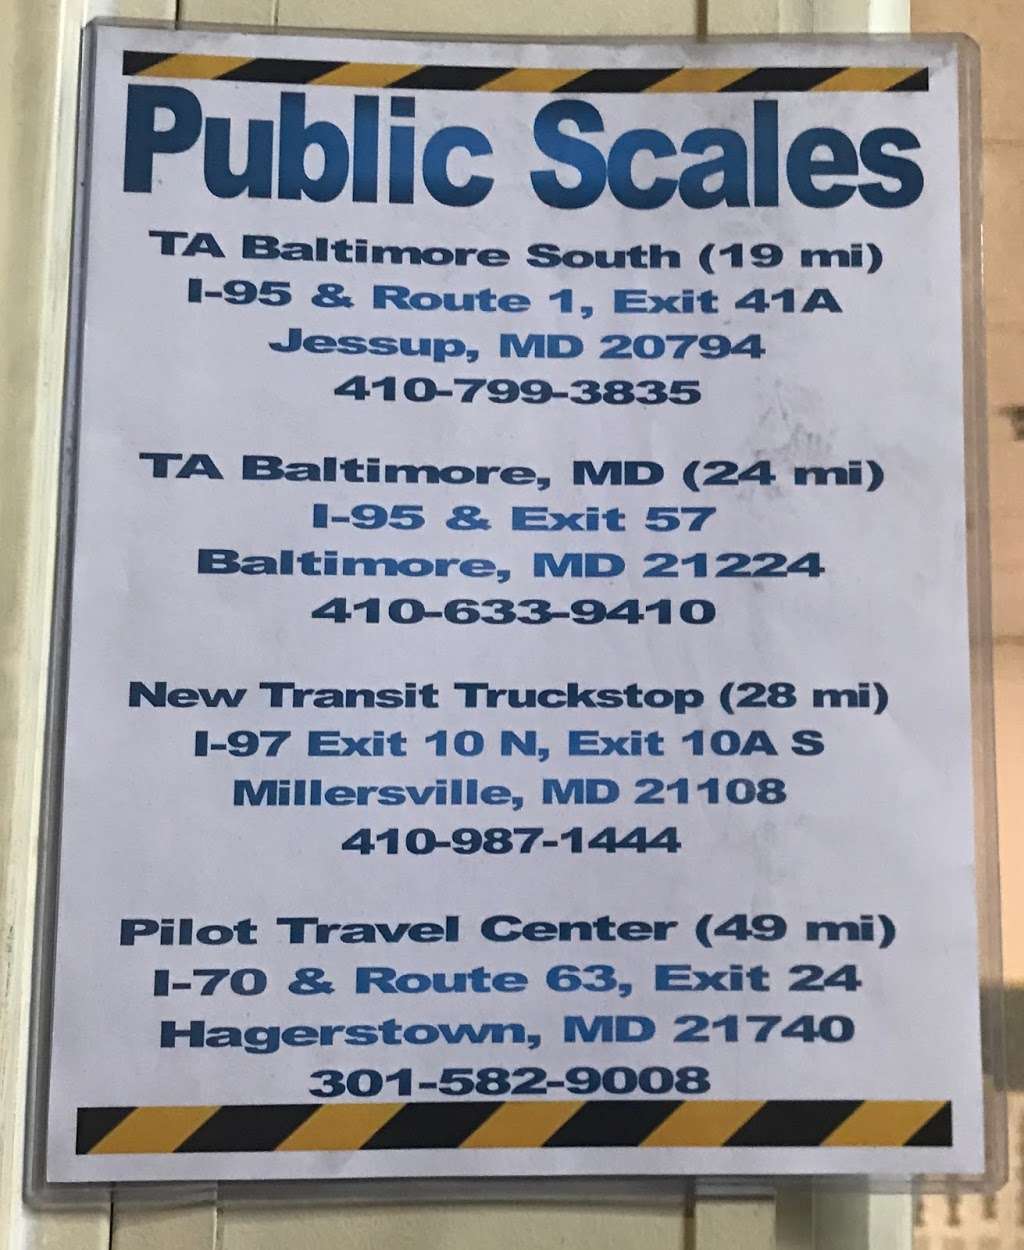 Public Scales
TA Baltimore South (19 mi)
I-95 & Route 1, Exit 41A
Jessup, MD 20794
410-799-3835
TA Baltimore, MD (24 mi)
I-95 & Exit 57
Baltimore, MD 21224
410-633-9410
New Transit Truckstop (28 mi)
I-97 Exit 10 N, Exit 10A S
Millersville, MD 21108
410-987-1444
Pilot Travel Center (49 mi)
I-70 & Route 63, Exit 24
Hagerstown, MD 21740
301-582-9008